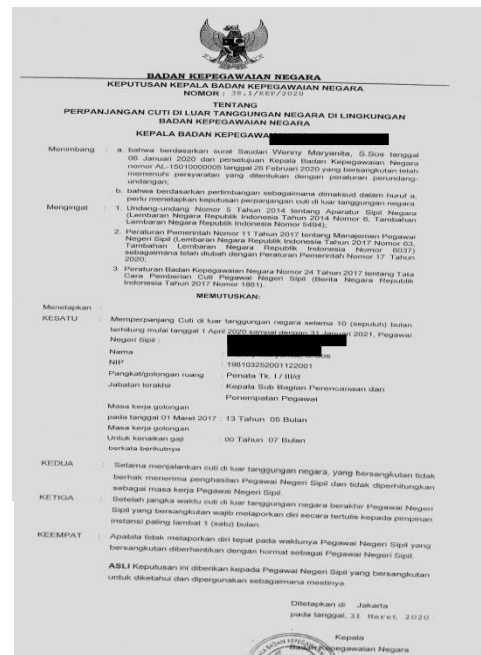 BADAN KEPEGAWAIAN NEGARA
KEPUTUSAN KEPALA BADAN KEPEGAWAIAN NEGARA
NOMOR : 38.1/KEP/2020
TENTANG
PERPANJANGAN CUTI DI LUAR TANGGUNGAN NEGARA DI LINGKUNGAN
BADAN KEPEGAWAIAN NEGARA
KEPALA BADAN KEPEGAWA
Menimbang : a. bahwa berdasarkan surat Saudari Wenny Maryanita, S.Sos tanggal
06 Januari 2020 dan persetujuan Kepala Badan Kepegawaian Negara
nomor AL-15010000005 tanggal 26 Februari 2020 yang bersangkutan telah
memenuhi persyaratan yang ditentukan dengan peraturan perundang-
undangan;
b. bahwa berdasarkan pertimbangan sebagaimana dimaksud dalam huruf a,
perlu menetapkan keputusan perpanjangan cuti di luar tanggungan negara.
Mengingat : 1. Undang-undang Nomor 5 Tahun 2014 tentang Aparatur Sipil Negara
(Lembaran Negara Republik Indonesia Tahun 2014 Nomor 6, Tambahan
Lembaran Negara Republik Indonesia Nomor 5494);
2. Peraturan Pemerintah Nomor 11 Tahun 2017 tentang Manajemen Pegawai
Negeri Sipil (Lembaran Negara Republik Indonesia Tahun 2017 Nomor 63,
Tambahan Lembaran Negara Republik Indonesia Nomor 6037)
sebagaimana telah diubah dengan Peraturan Pemerintah Nomor 17 Tahun
2020;
3. Peraturan Badan Kepegawaian Negara Nomor 24 Tahun 2017 tentang Tata
Cara Pemberian Cuti Pegawai Negeri Sipil (Berita Negara Republik
Indonesia Tahun 2017 Nomor 1861).
MEMUTUSKAN:
Menetapkan :
KESATU : Memperpanjang Cuti di luar tanggungan negara selama 10 (sepuluh) bulan
terhitung mulai tanggal 1 April 2020 sampai dengan 31 Januari 2021, Pegawai
Negeri Sipil :
Nama :
NIP : 198103252001122001
Pangkat/golongan ruang : Penata Tk. I / III/d
Jabatan terakhir : Kepala Sub Bagian Perencanaan dan
Penempatan Pegawai
Masa kerja golongan
pada tanggal 01 Maret 2017 : 13 Tahun 05 Bulan
Masa kerja golongan
Untuk kenaikan gaji : 00 Tahun 07 Bulan
berkala berikutnya
KEDUA : Selama menjalankan cuti di luar tanggungan negara, yang bersangkutan tidak
berhak menerima penghasilan Pegawai Negeri Sipil dan tidak diperhitungkan
sebagai masa kerja Pegawai Negeri Sipil.
KETIGA : Setelah jangka waktu cuti di luar tanggungan negara berakhir Pegawai Negeri
Sipil yang bersangkutan wajib melaporkan diri secara tertulis kepada pimpinan
instansi paling lambat 1 (satu) bulan.
KEEMPAT : Apabila tidak melaporkan diri tepat pada waktunya Pegawai Negeri Sipil yang
bersangkutan diberhentikan dengan hormat sebagai Pegawai Negeri Sipil.
ASLI Keputusan ini diberikan kepada Pegawai Negeri Sipil yang bersangkutan
untuk diketahui dan dipergunakan sebagaimana mestinya.
Ditetapkan di Jakarta
pada tanggal, 31 Maret 2020
Kepala
Badan Kepegawaian Negara